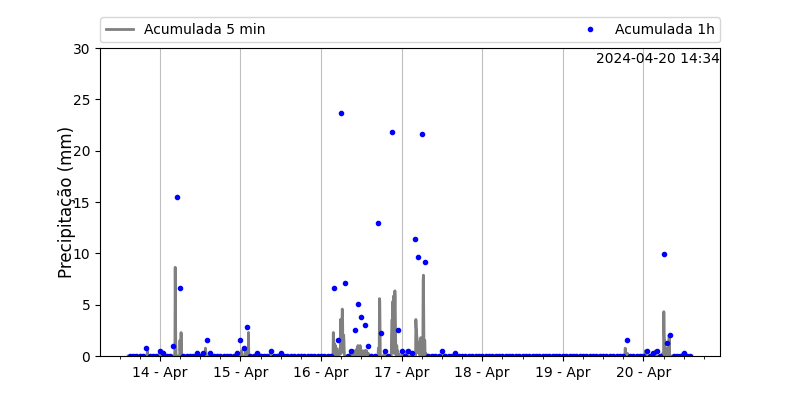 Acumulada 5 min
Acumulada 1h
2024-04-20 14:34
Precipitação (mm)
30
25
20
15
10
5
0
14 - Apr
15 - Apr
16 - Apr
17 - Apr
18 - Apr
19 - Apr
20 - Apr